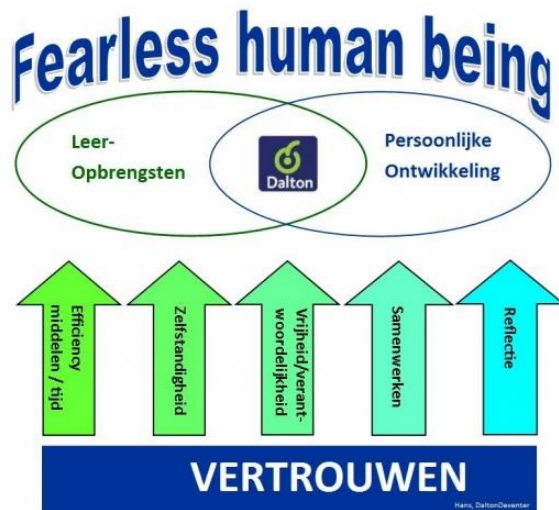 Fearless human being
Leer-
Opbrengsten
Dalton
Persoonlijke
Ontwikkeling
Efficiency
middelen / tijd
Zelfstandigheid
Vrijheid/verant-
woordelijkheid
Samenwerken
Reflectie
VERTROUWEN
Hans, DaltonDeventer